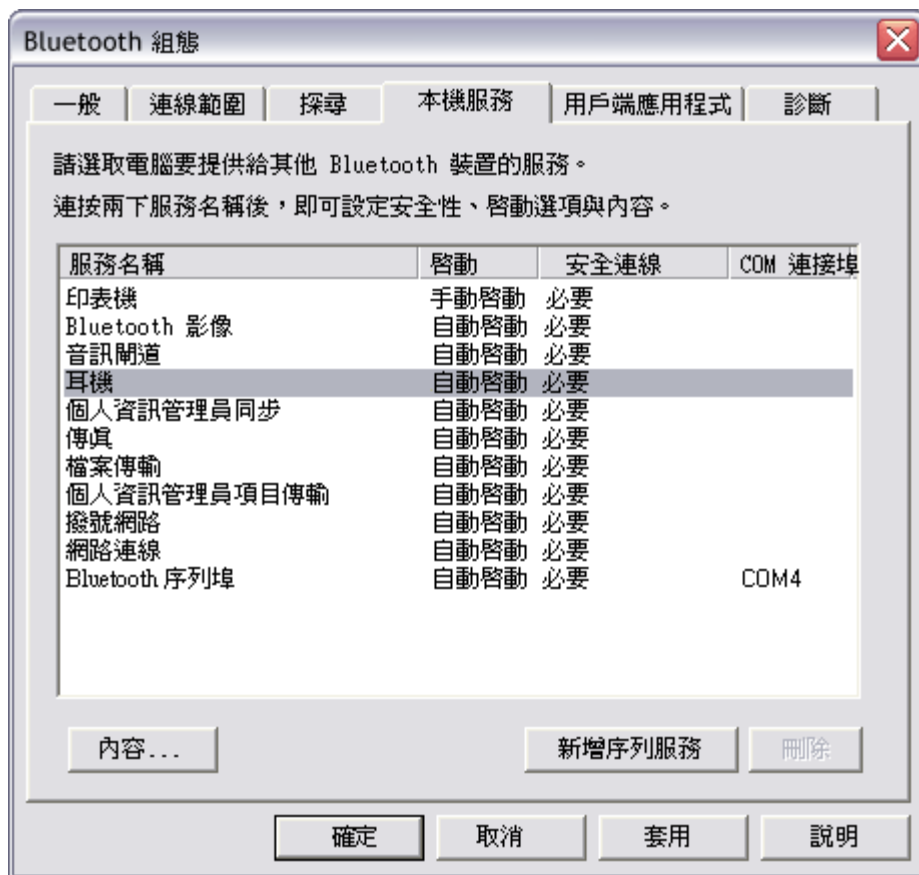 Bluetooth 組態
一般 連線範圍 探尋 本機服務 用戶端應用程式 診斷
請選取電腦要提供給其他 Bluetooth 裝置的服務。
連按兩下服務名稱後，即可設定安全性、啟動選項與內容。
服務名稱 啟動 安全連線 COM 連接埠
印表機 手動啟動 必要
Bluetooth 影像 自動啟動 必要
音訊閘道 自動啟動 必要
耳機 自動啟動 必要
個人資訊管理員同步 自動啟動 必要
傳真 自動啟動 必要
檔案傳輸 自動啟動 必要
個人資訊管理員項目傳輸 自動啟動 必要
撥號網路 自動啟動 必要
網路連線 自動啟動 必要
Bluetooth 序列埠 自動啟動 必要 COM4
內容... 新增序列服務 刪除
確定 取消 套用 說明